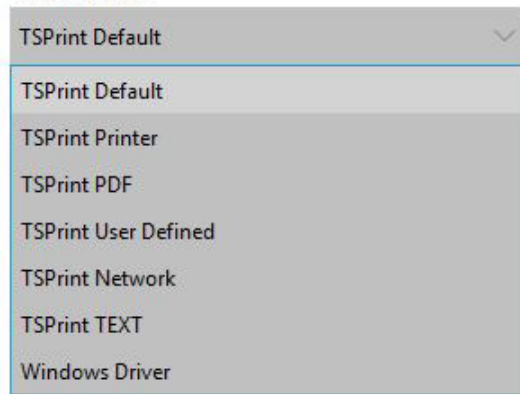 TSPrint Default
TSPrint Default
TSPrint Printer
TSPrint PDF
TSPrint User Defined
TSPrint Network
TSPrint TEXT
Windows Driver